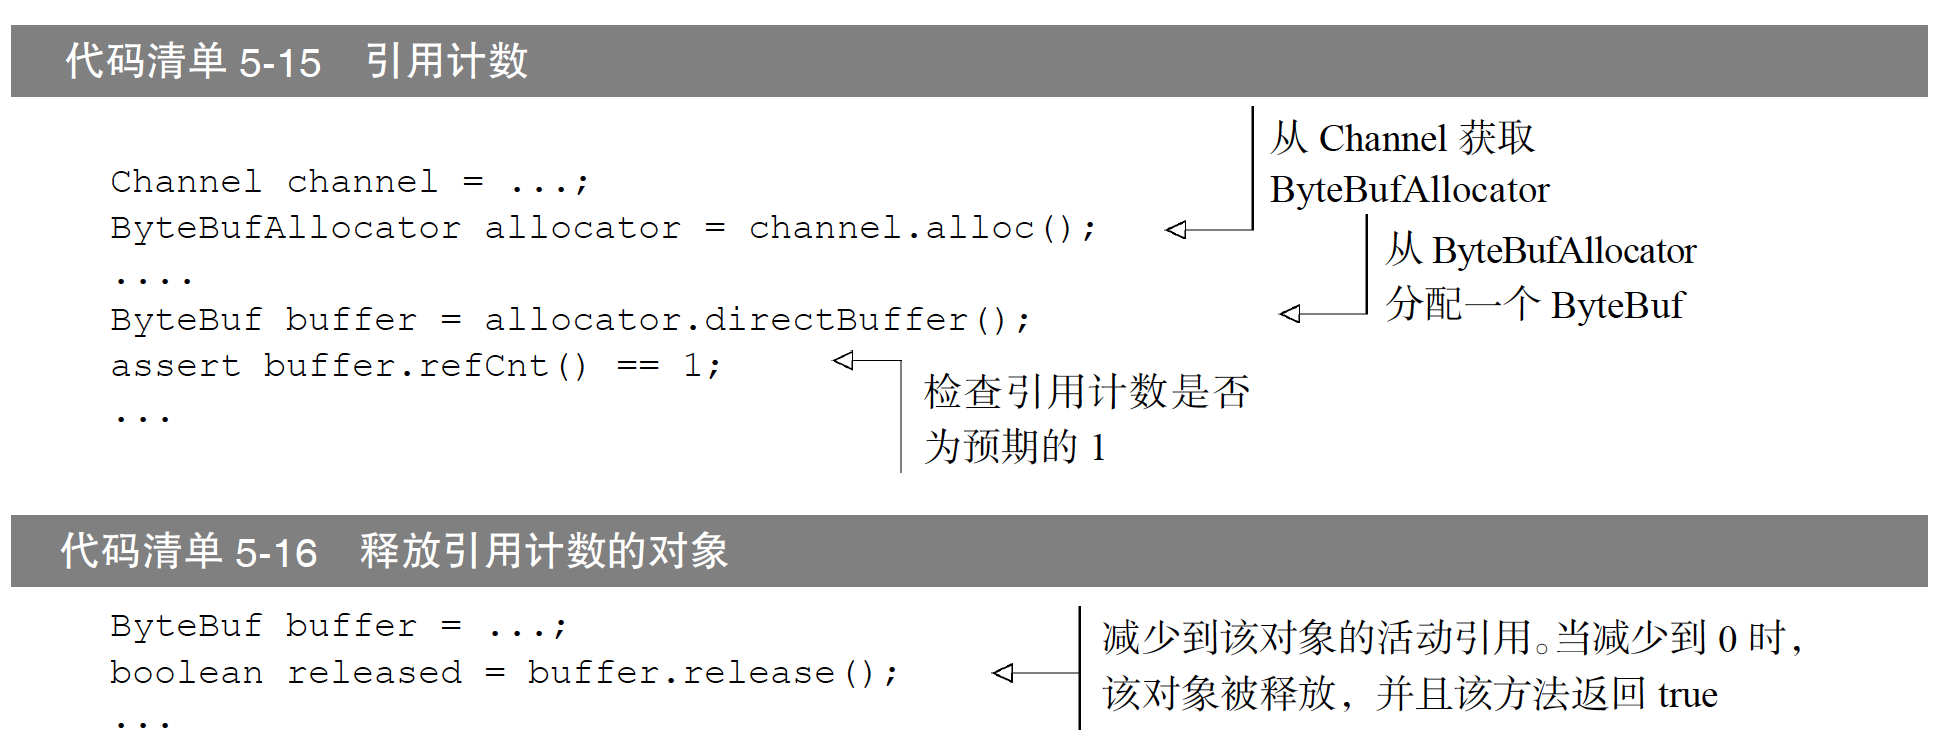 代码清单 5-15 引用计数
从 Channel 获取
ByteBufAllocator
Channel channel = ...;
ByteBufAllocator allocator = channel.alloc();
从 ByteBufAllocator
分配一个 ByteBuf
....
ByteBuf buffer = allocator.directBuffer();
assert buffer.refCnt() == 1;
检查引用计数是否
为预期的 1
...
代码清单 5-16 释放引用计数的对象
ByteBuf buffer = ...;
boolean released = buffer.release();
...
减少到该对象的活动引用。当减少到 0 时，
该对象被释放，并且该方法返回 true